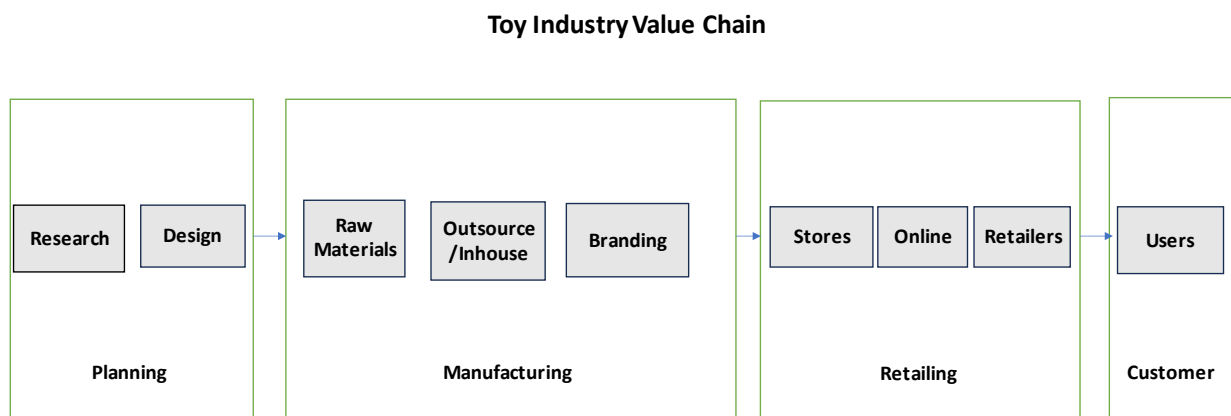 Toy Industry Value Chain
Research
Design
Raw
Materials
Outsource
/Inhouse
Branding
Stores
Online
Retailers
Users
Planning
Manufacturing
Retailing
Customer